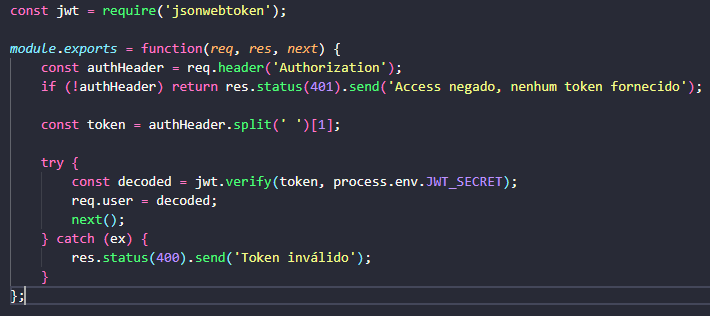 const jwt = require('jsonwebtoken');
module.exports = function(req, res, next) {
const authHeader = req.header('Authorization');
if (!authHeader) return res.status(401).send('Access negado, nenhum token fornecido');
const token = authHeader.split(' ')[1];
try {
const decoded = jwt.verify(token, process.env.JWT_SECRET);
req.user = decoded;
next();
} catch (ex) {
res.status(400).send('Token inválido');
}
};